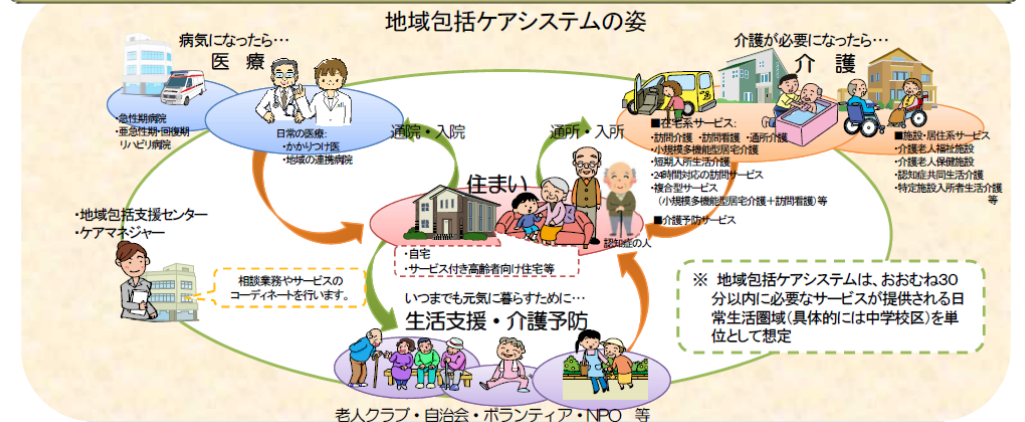 地域包括ケアシステムの姿
病気になったら…
医 療
介護が必要になったら…
介 護
・急性期病院
・亜急性期・回復期
リハビリ病院
日常の医療:
・かかりつけ医
・地域の連携病院
通院・入院
通所・入所
■在宅系サービス:
・訪問介護 ・訪問看護 ・通所介護
・小規模多機能型居宅介護
・短期入所生活介護
・24時間対応の訪問サービス
・複合型サービス
(小規模多機能型居宅介護+訪問看護)等
■介護予防サービス
■施設・居住系サービス
・介護老人福祉施設
・介護老人保健施設
・認知症共同生活介護
・特定施設入所者生活介護
等
住まい
認知症の人
・自宅
・サービス付き高齢者向け住宅等
・地域包括支援センター
・ケアマネジャー
相談業務やサービスの
コーディネートを行います。
いつまでも元気に暮らすために…
生活支援・介護予防
※ 地域包括ケアシステムは、おおむね30
分以内に必要なサービスが提供される日
常生活圏域(具体的には中学校区)を単
位として想定
老人クラブ・自治会・ボランティア・NPO 等